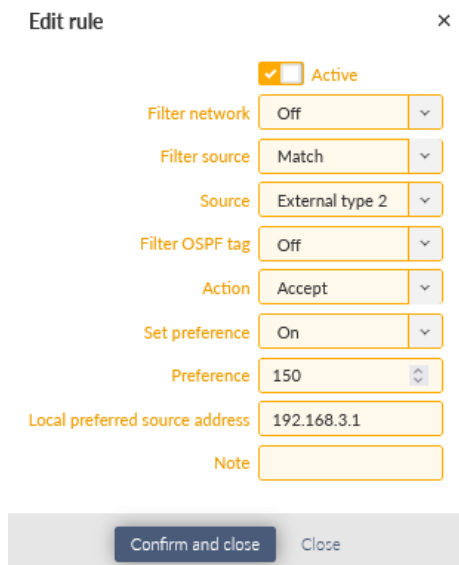 Edit rule ×
Active
Filter network Off
Filter source Match
Source External type 2
Filter OSPF tag Off
Action Accept
Set preference On
Preference 150
Local preferred source address 192.168.3.1
Note
Confirm and close Close